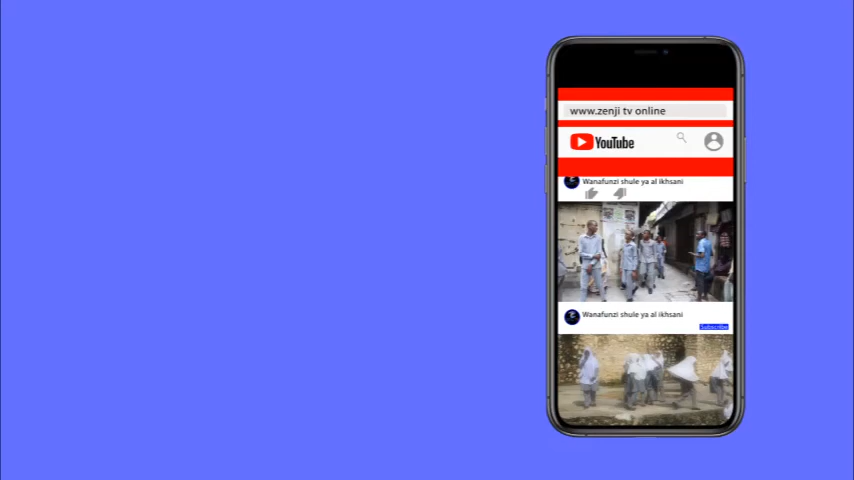 www.zenji tv online
YouTube
Wanafunzi shule ya al ikhsani
Wanafunzi shule ya al ikhsani
Subscribe